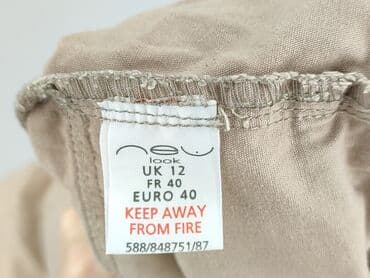 new
look
UK 12
FR 40
EURO 40
KEEP AWAY
FROM FIRE
588/848751/87